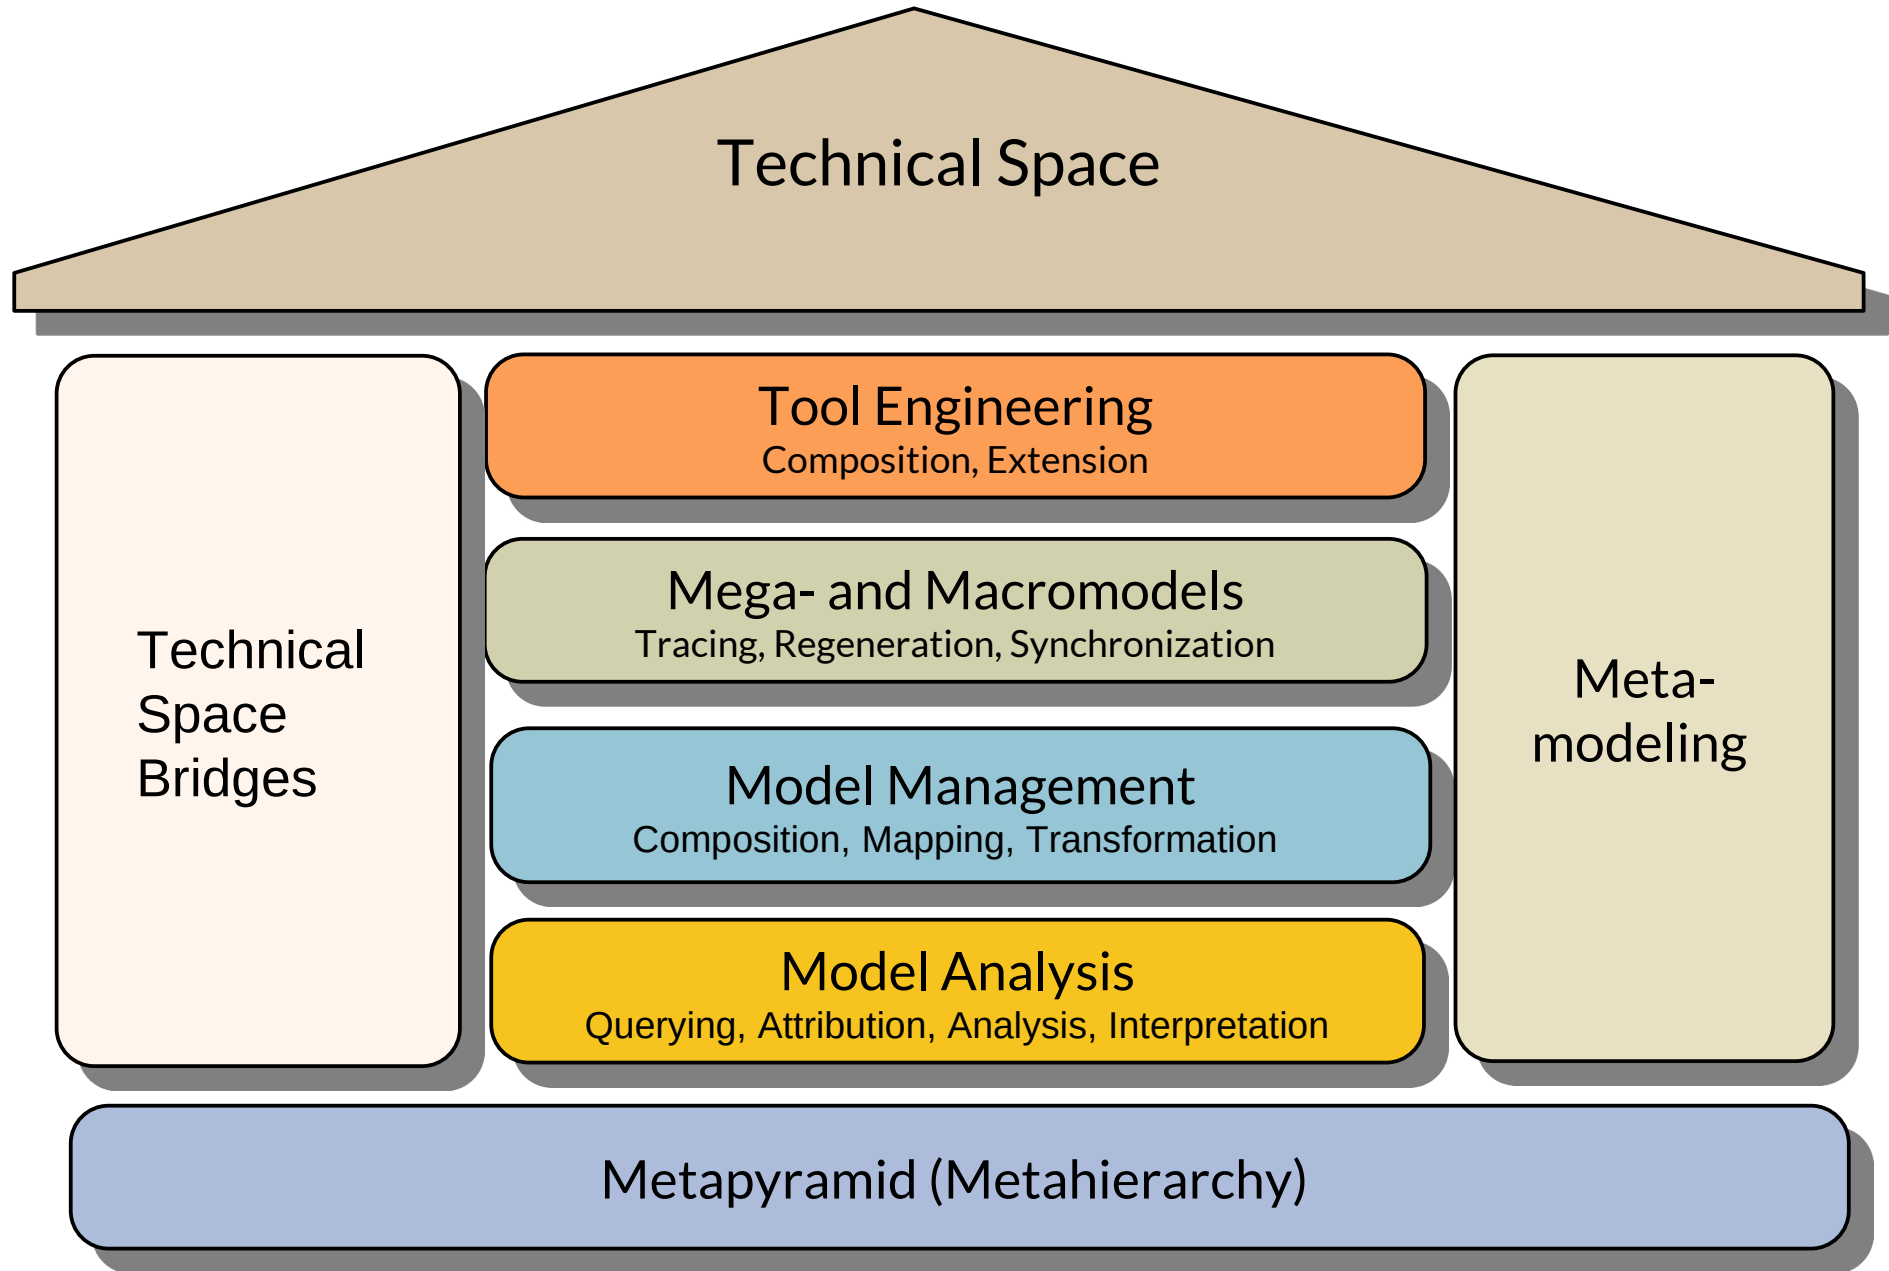 Technical Space
Tool Engineering
Composition, Extension
Mega- and Macromodels
Tracing, Regeneration, Synchronization
Technical
Space
Bridges
Meta-
modeling
Model Management
Composition, Mapping, Transformation
Model Analysis
Querying, Attribution, Analysis, Interpretation
Metapyramid (Metahierarchy)